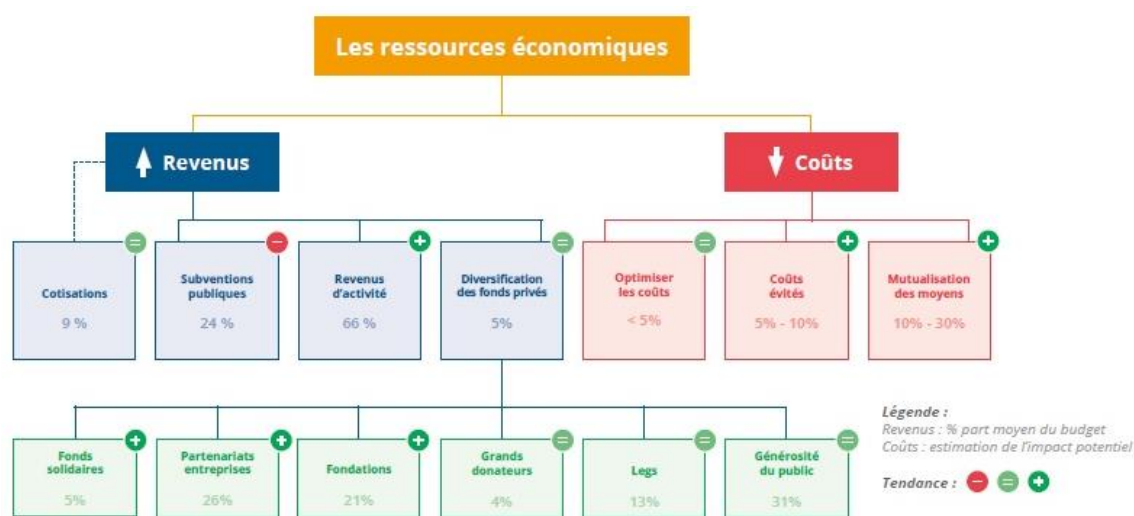 Les ressources économiques
Revenus
Coûts
Cotisations
9 %
Subventions
publiques
24 %
Revenus
d'activité
66 %
Diversification
des fonds privés
5%
Optimiser
les coûts
< 5%
Coûts
évités
5% - 10%
Mutualisation
des moyens
10% - 30%
Fonds
solidaires
5%
Partenariats
entreprises
26%
Fondations
21%
Grands
donateurs
4%
Legs
13%
Générosité
du public
31%
Légende :
Revenus : % part moyen du budget
Coûts : estimation de l'impact potentiel
Tendance :